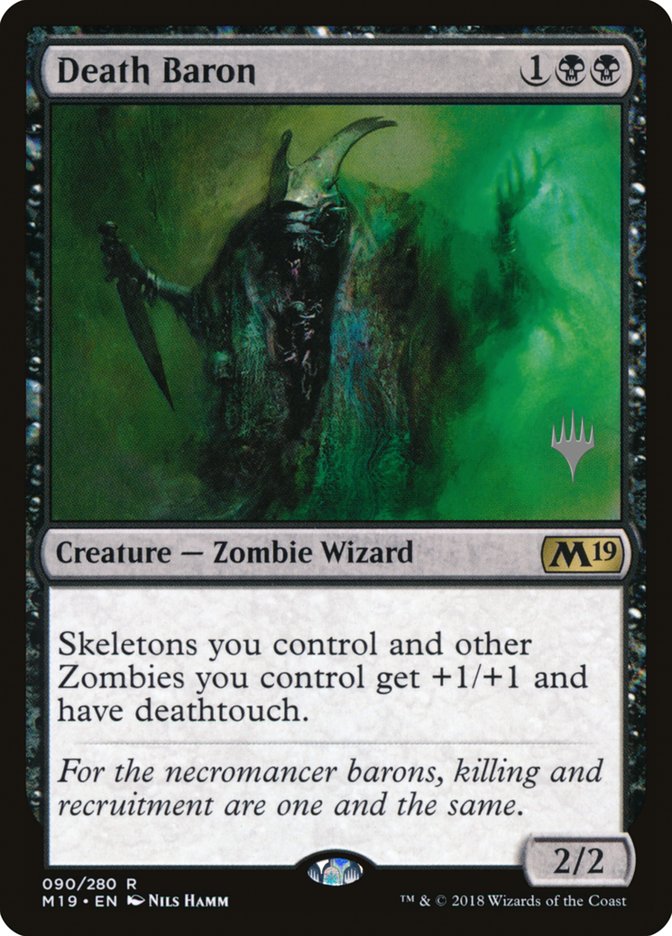 Death Baron 1
Creature — Zombie Wizard M19
Skeletons you control and other
Zombies you control get +1/+1 and
have deathtouch.
For the necromancer barons, killing and
recruitment are one and the same.
2/2
090/280 R
M19 • EN Nils Hamm ™ & © 2018 Wizards of the Coast